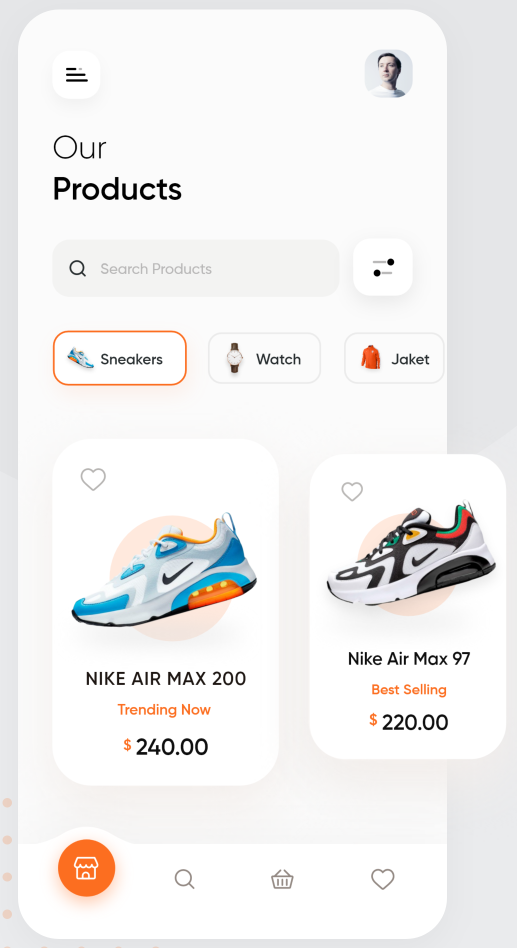 Our
Products
Search Products
Sneakers
Watch
Jaket
NIKE AIR MAX 200
Trending Now
$ 240.00
Nike Air Max 97
Best Selling
$ 220.00